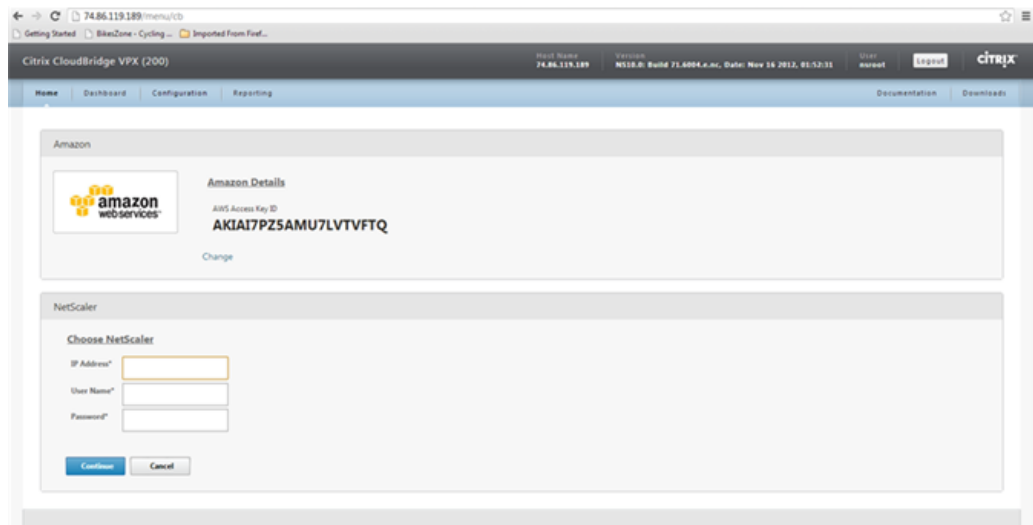 74.86.119.189/menu/cb
Getting Started BikesZone - Cycling ... Imported From Firef...
Citrix CloudBridge VPX (200)
Host Name Version User
74.86.119.189 NS10.0: Build 71.6004.e.nc, Date: Nov 16 2012, 01:52:31 nsroot Logout CİTRIX
Home Dashboard Configuration Reporting Documentation Downloads
Amazon
amazon
webservices™
Amazon Details
AWS Access Key ID
AKIAI7PZ5AMU7LVTVFTQ
Change
NetScaler
Choose NetScaler
IP Address*
User Name*
Password*
Continue Cancel